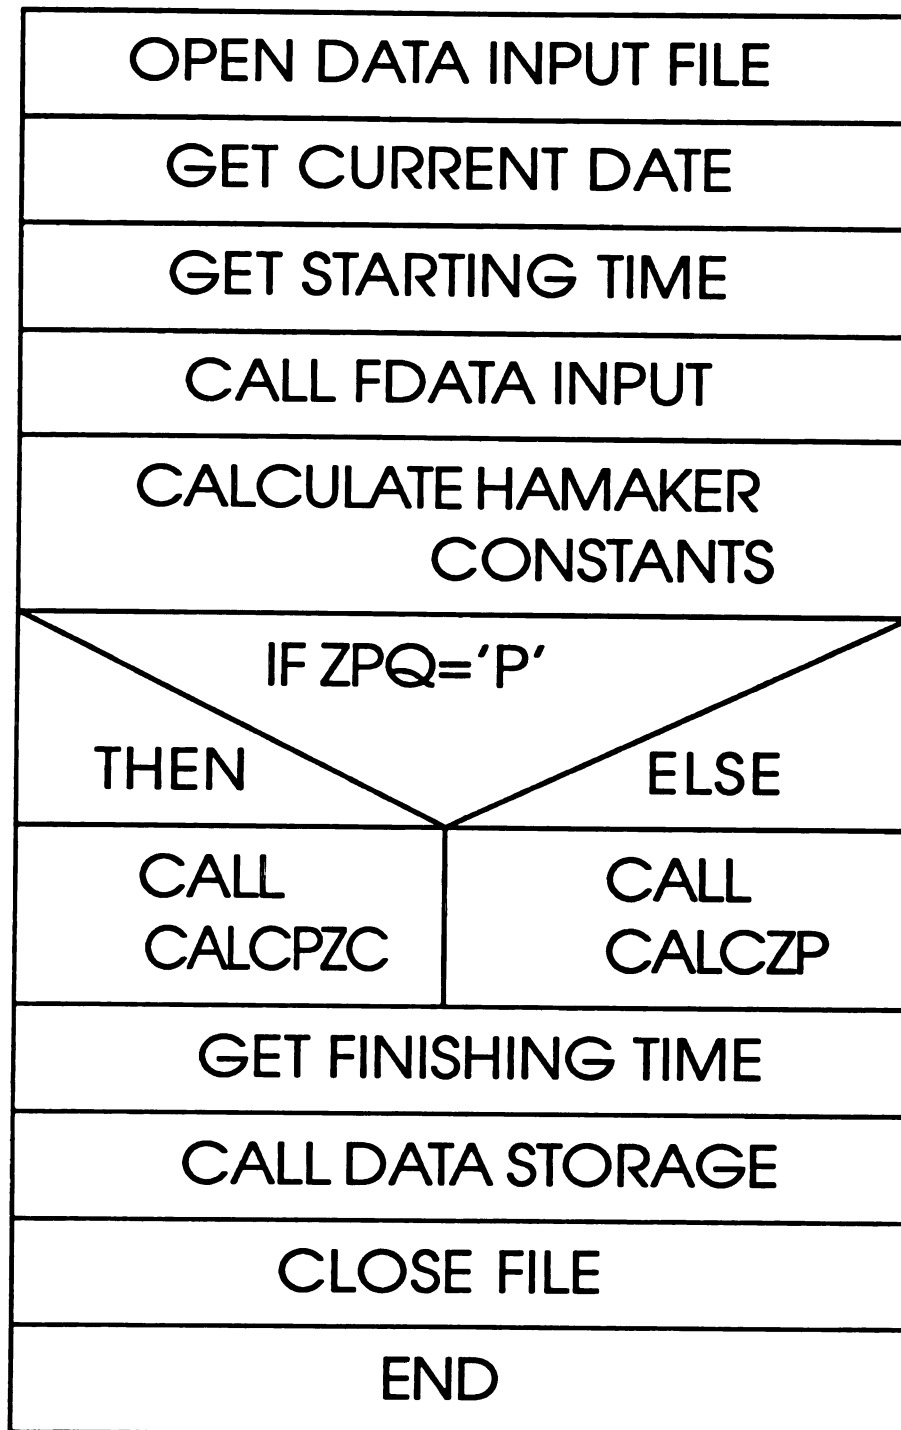 OPEN DATA INPUT FILE
GET CURRENT DATE
GET STARTING TIME
CALL FDATA INPUT
CALCULATE HAMAKER
CONSTANTS
IF ZPQ='P'
THEN
ELSE
CALL
CALCPZC
CALL
CALCZP
GET FINISHING TIME
CALL DATA STORAGE
CLOSE FILE
END